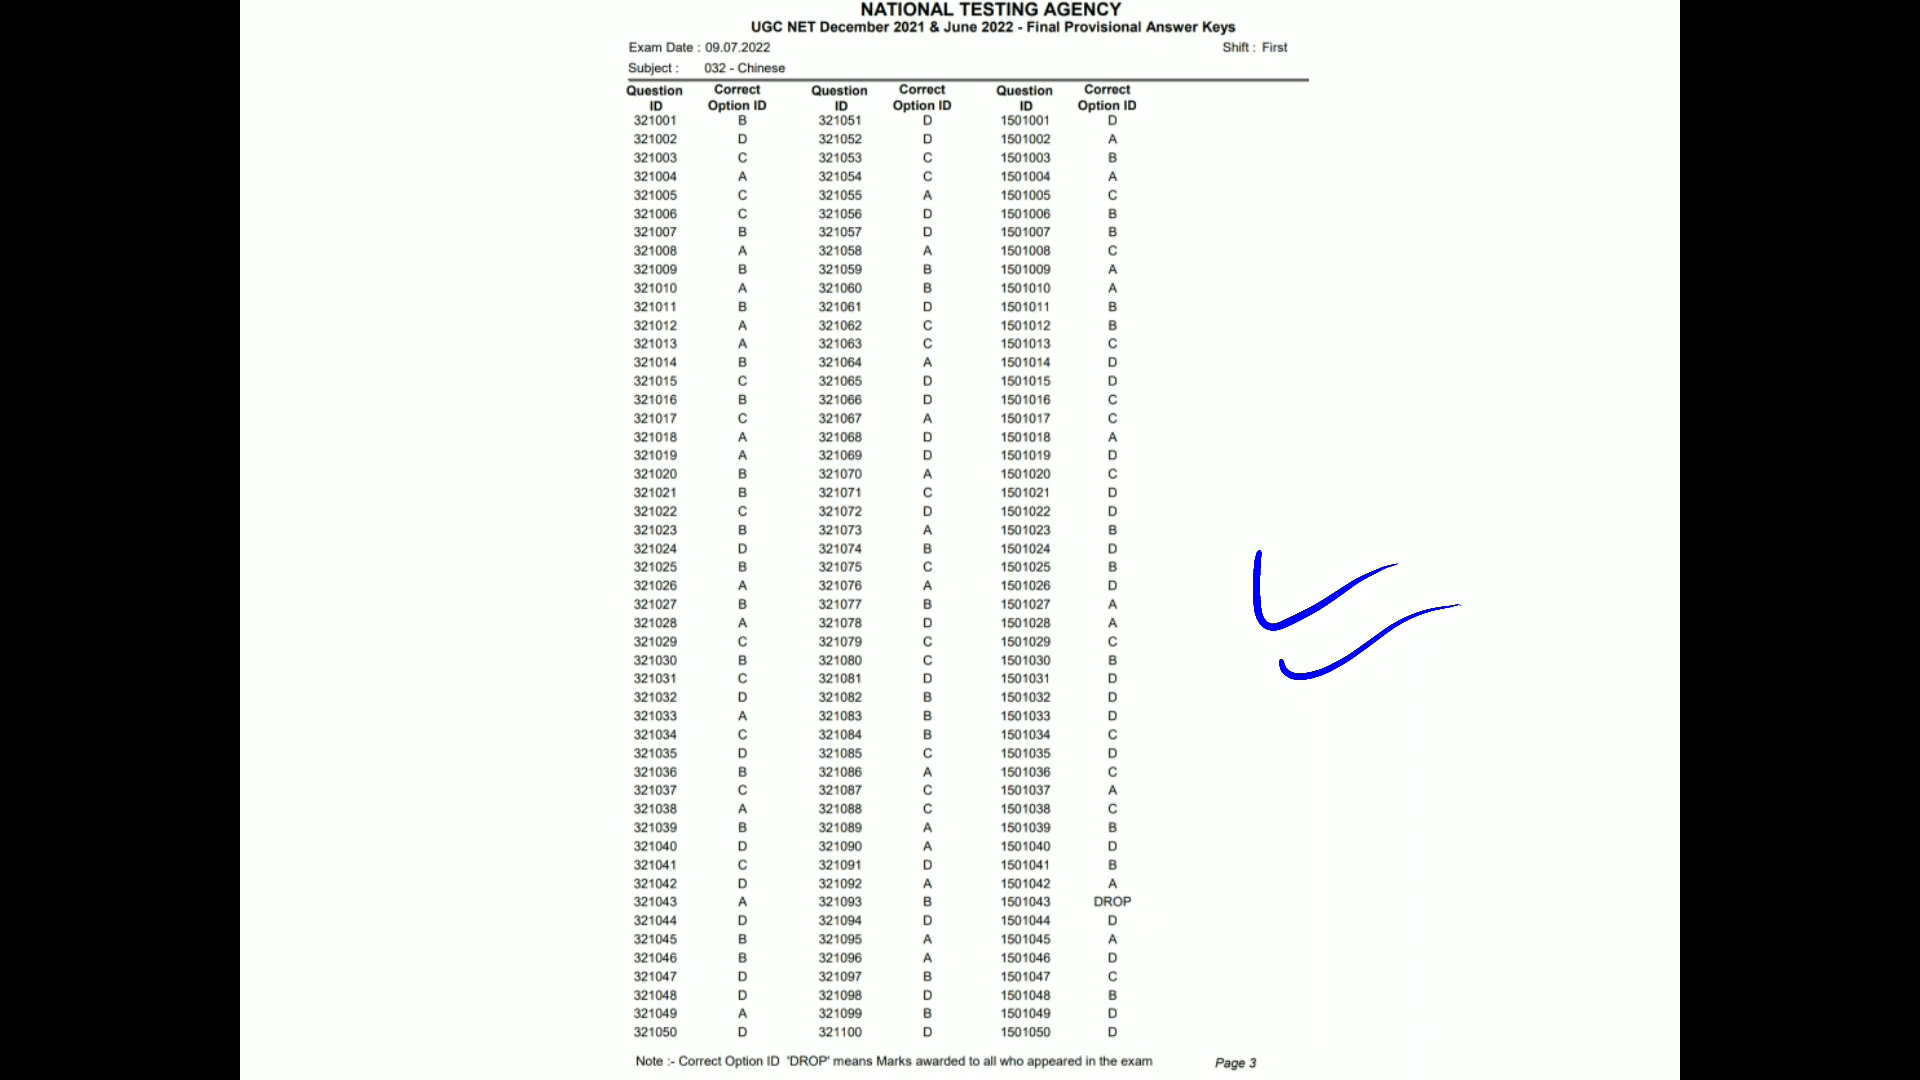 NATIONAL TESTING AGENCY
UGC NET December 2021 & June 2022 - Final Provisional Answer Keys
Exam Date : 09.07.2022 Shift : First
Subject : 032 - Chinese
Question Correct Question Correct Question Correct
ID Option ID ID Option ID ID Option ID
321001 B 321051 D 1501001 D
321002 D 321052 D 1501002 A
321003 C 321053 C 1501003 B
321004 A 321054 C 1501004 A
321005 C 321055 A 1501005 C
321006 C 321056 D 1501006 B
321007 B 321057 D 1501007 B
321008 A 321058 A 1501008 C
321009 B 321059 B 1501009 A
321010 A 321060 B 1501010 A
321011 B 321061 D 1501011 B
321012 A 321062 C 1501012 B
321013 A 321063 C 1501013 C
321014 B 321064 A 1501014 D
321015 C 321065 D 1501015 D
321016 B 321066 D 1501016 C
321017 C 321067 A 1501017 C
321018 A 321068 D 1501018 A
321019 A 321069 D 1501019 D
321020 B 321070 A 1501020 C
321021 B 321071 C 1501021 D
321022 C 321072 D 1501022 D
321023 B 321073 A 1501023 B
321024 D 321074 B 1501024 D
321025 B 321075 C 1501025 B
321026 A 321076 A 1501026 D
321027 B 321077 B 1501027 A
321028 A 321078 D 1501028 A
321029 C 321079 C 1501029 C
321030 B 321080 C 1501030 B
321031 C 321081 D 1501031 D
321032 D 321082 B 1501032 D
321033 A 321083 B 1501033 D
321034 C 321084 B 1501034 C
321035 D 321085 C 1501035 D
321036 B 321086 A 1501036 C
321037 C 321087 C 1501037 A
321038 A 321088 C 1501038 C
321039 B 321089 A 1501039 B
321040 D 321090 A 1501040 D
321041 C 321091 D 1501041 B
321042 D 321092 A 1501042 A
321043 A 321093 B 1501043 DROP
321044 D 321094 D 1501044 D
321045 B 321095 A 1501045 A
321046 B 321096 A 1501046 D
321047 D 321097 B 1501047 C
321048 D 321098 D 1501048 B
321049 A 321099 B 1501049 D
321050 D 321100 D 1501050 D
Note :- Correct Option ID 'DROP' means Marks awarded to all who appeared in the exam Page 3